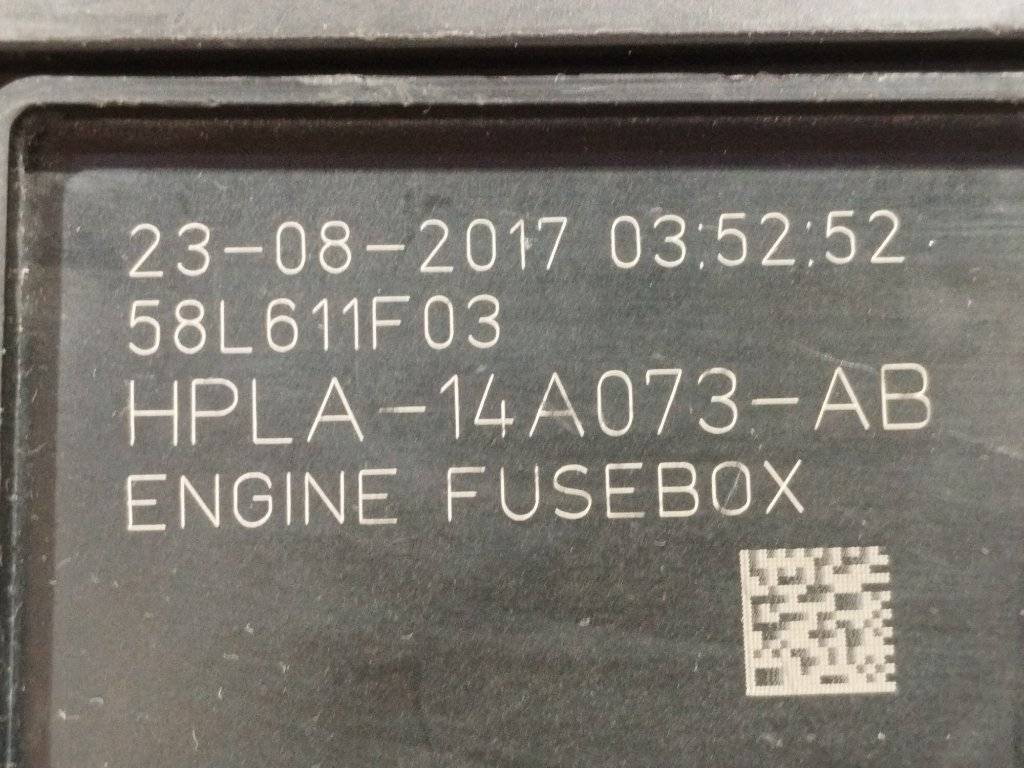 23-08-2017 03:52:52
58L611F03
HPLA-14A073-AB
ENGINE FUSEBOX